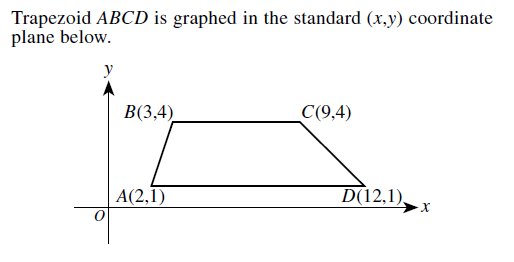 Trapezoid ABCD is graphed in the standard (x,y) coordinate
plane below.
y
B(3,4)
C(9,4)
A(2,1)
D(12,1)
x
O